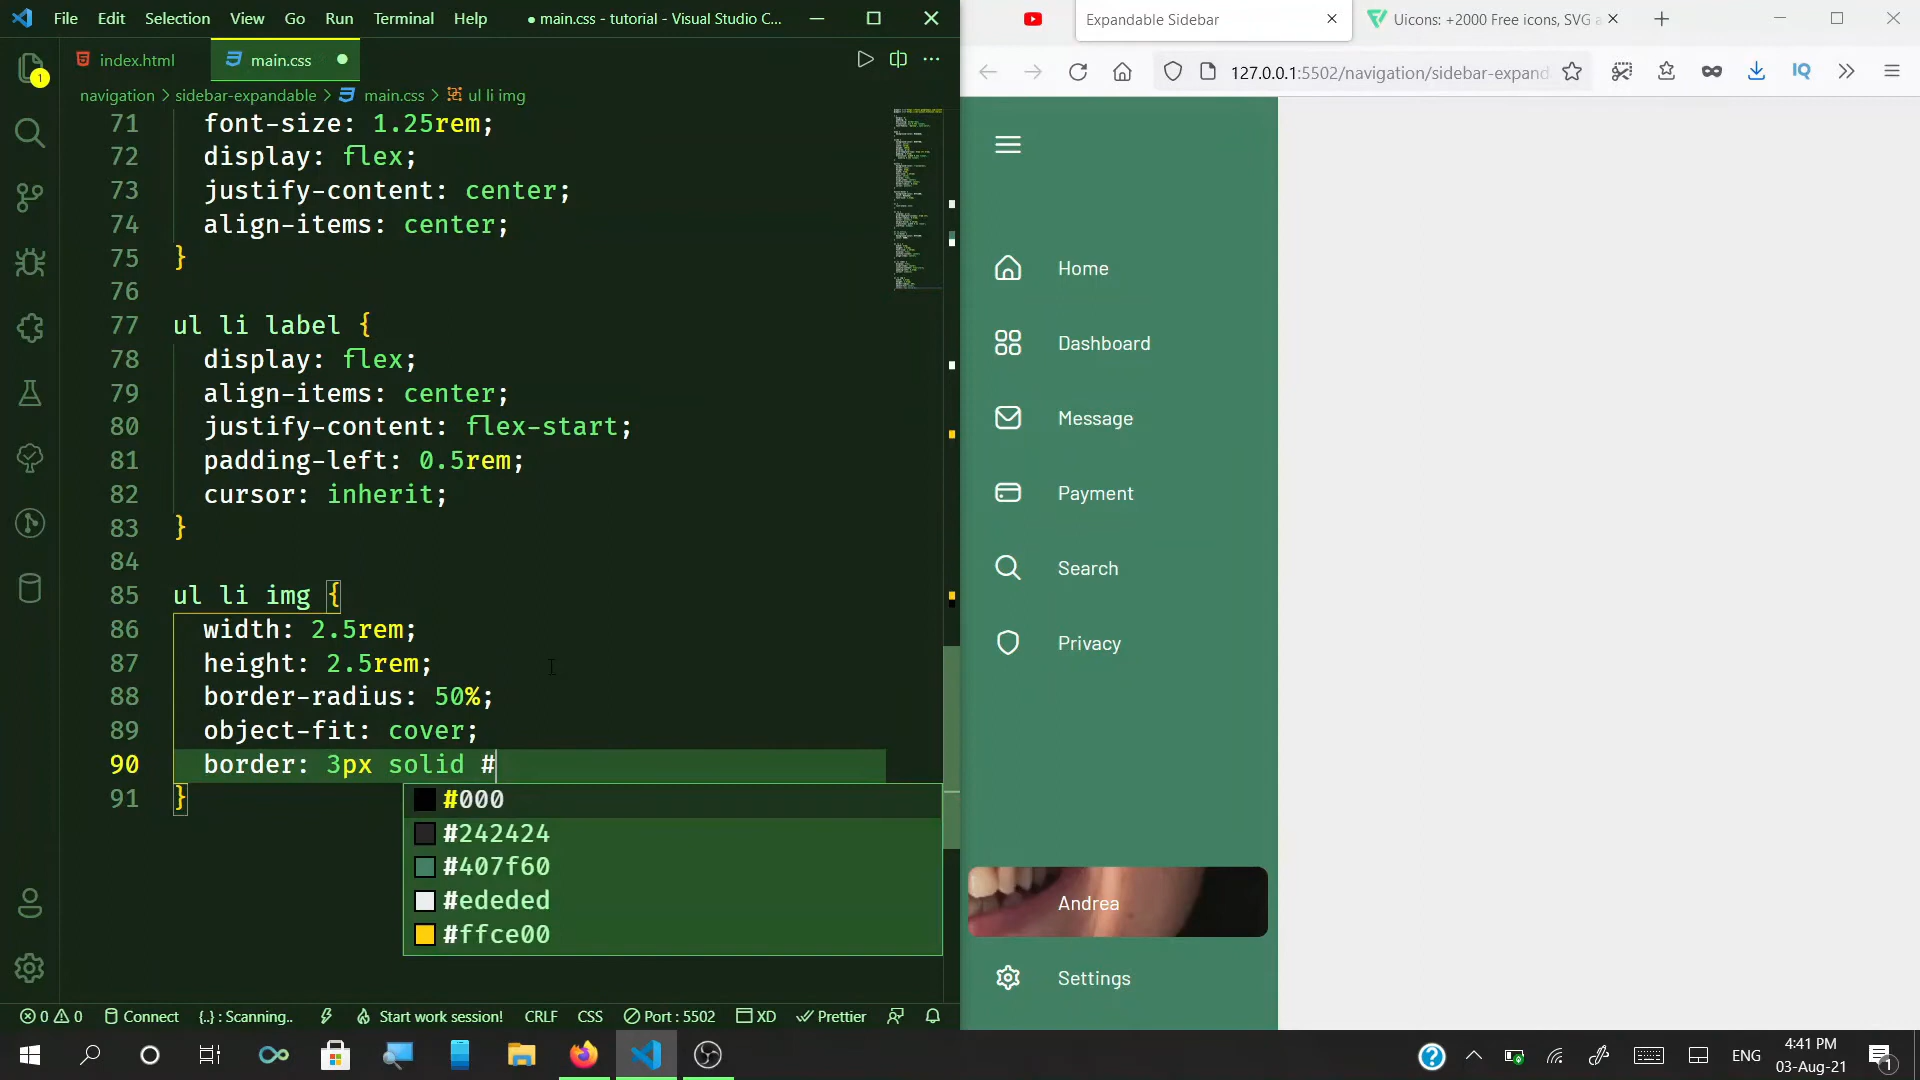 File Edit Selection View Go Run Terminal Help ● main.css - tutorial - Visual Studio C...
index.html main.css
navigation > sidebar-expandable > main.css > ul li img
71 font-size: 1.25rem;
72 display: flex;
73 justify-content: center;
74 align-items: center;
75 }
76
77 ul li label {
78 display: flex;
79 align-items: center;
80 justify-content: flex-start;
81 padding-left: 0.5rem;
82 cursor: inherit;
83 }
84
85 ul li img {
86 width: 2.5rem;
87 height: 2.5rem;
88 border-radius: 50%;
89 object-fit: cover;
90 border: 3px solid #
91 }
#000
#242424
#407f60
#ededed
#ffce00
1
0 0 Connect {..} : Scanning.. Start work session! CRLF CSS Port : 5502 XD Prettier
Expandable Sidebar Uicons: +2000 Free icons, SVG a
127.0.0.1:5502/navigation/sidebar-expand
IQ
Home
Dashboard
Message
Payment
Search
Privacy
Andrea
Settings
ENG 4:41 PM
03-Aug-21
1